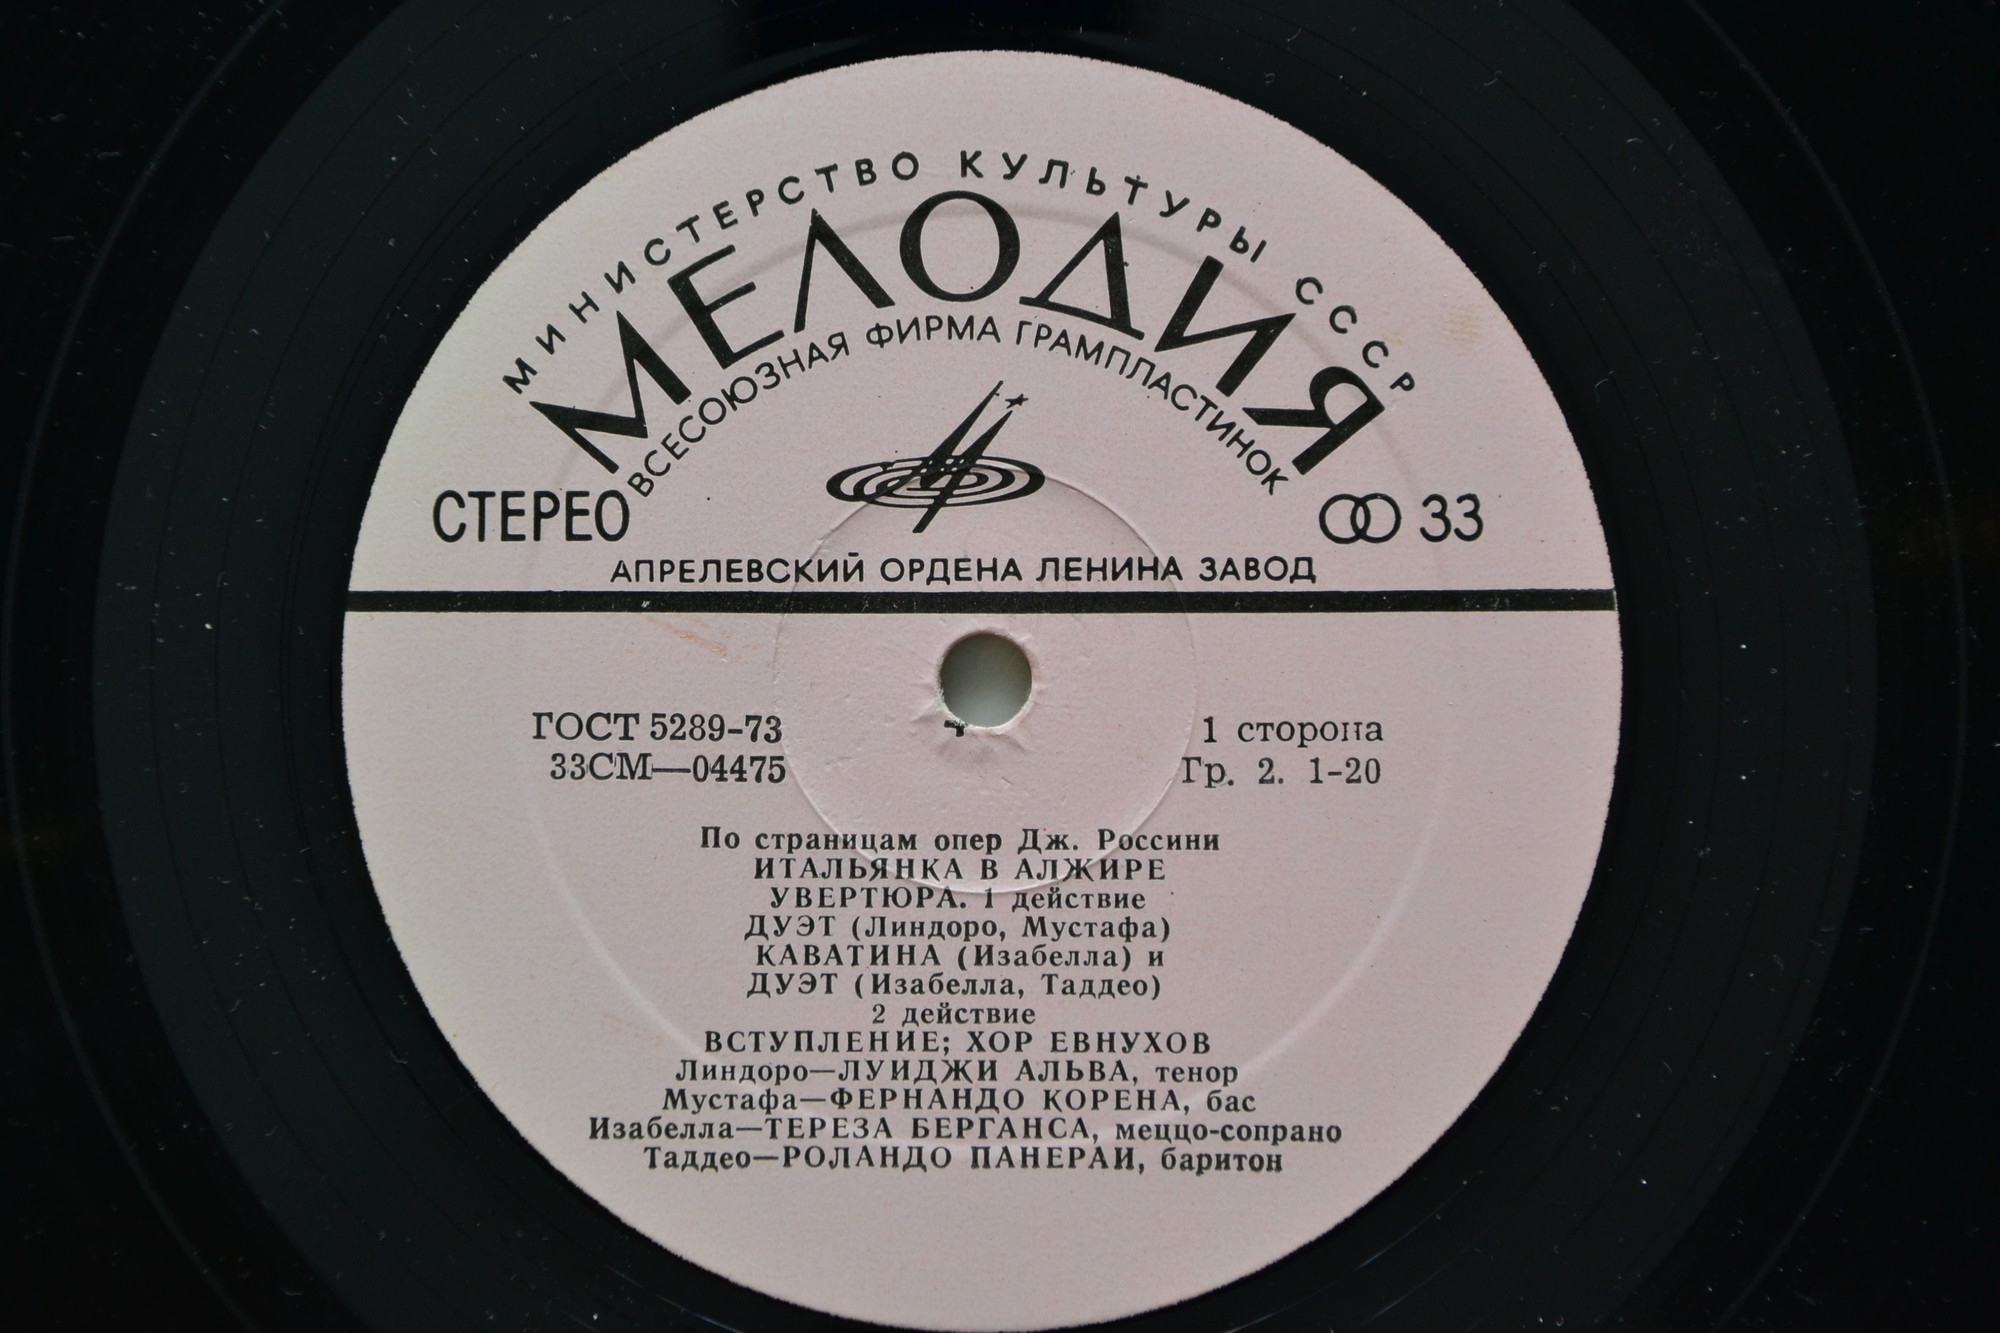 МИНИСТЕРСТВО КУЛЬТУРЫ СССР
МЕЛОДИЯ
ВСЕСОЮЗНАЯ ФИРМА ГРАМПЛАСТИНОК
СТЕРЕО
33
АПРЕЛЕВСКИЙ ОРДЕНА ЛЕНИНА ЗАВОД
ГОСТ 5289-73
33СМ—04475
1 сторона
Гр. 2. 1-20
По страницам опер Дж. Россини
ИТАЛЬЯНКА В АЛЖИРЕ
УВЕРТЮРА. 1 действие
ДУЭТ (Линдоро, Мустафа)
КАВАТИНА (Изабелла) и
ДУЭТ (Изабелла, Таддео)
2 действие
ВСТУПЛЕНИЕ; ХОР ЕВНУХОВ
Линдоро—ЛУИДЖИ АЛЬВА, тенор
Мустафа—ФЕРНАНДО КОРЕНА, бас
Изабелла—ТЕРЕЗА БЕРГАНСА, меццо-сопрано
Таддео—РОЛАНДО ПАНЕРАИ, баритон